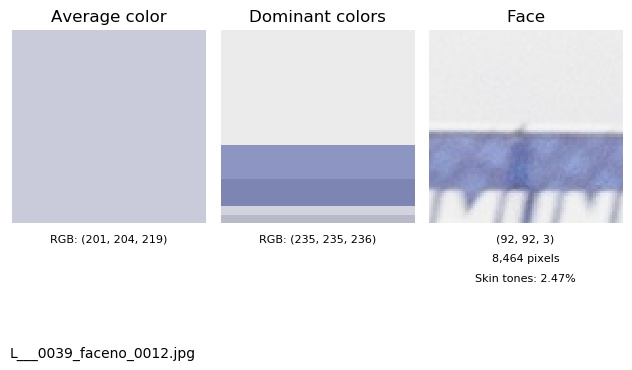 Average color
Dominant colors
Face
RGB: (201, 204, 219)
RGB: (235, 235, 236)
(92, 92, 3)
8,464 pixels
Skin tones: 2.47%
L___0039_faceno_0012.jpg